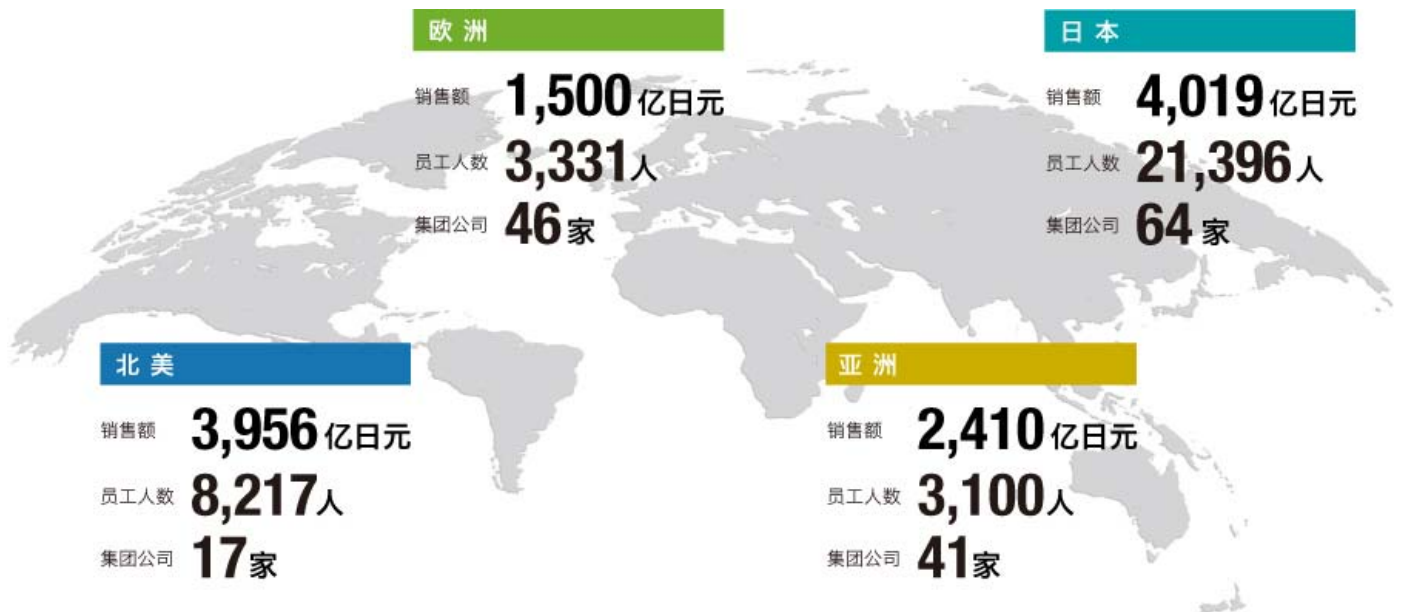 欧洲
销售额 1,500亿日元
员工人数 3,331人
集团公司 46家
日本
销售额 4,019亿日元
员工人数 21,396人
集团公司 64家
北美
销售额 3,956亿日元
员工人数 8,217人
集团公司 17家
亚洲
销售额 2,410亿日元
员工人数 3,100人
集团公司 41家